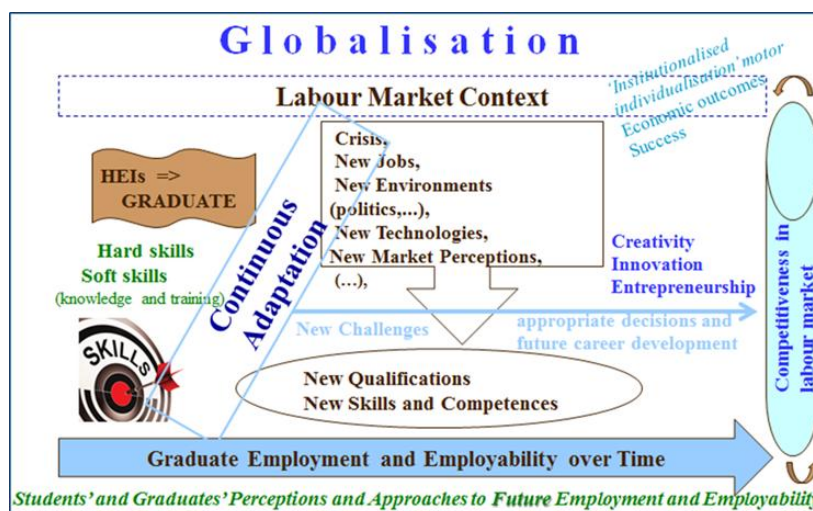 Globalisation
'Institutionalised
individualisation' motor
Economic outcomes
Success
Labour Market Context
Crisis,
New Jobs,
New Environments
(politics,...),
New Technologies,
New Market Perceptions,
(...),
HEIs =>
GRADUATE
Hard skills
Soft skills
(knowledge and training)
SKILLS
Continuous
Adaptation
Creativity
Innovation
Entrepreneurship
New Challenges
appropriate decisions and
future career development
New Qualifications
New Skills and Competences
Competitiveness in
labour market
Graduate Employment and Employability over Time
Students' and Graduates' Perceptions and Approaches to Future Employment and Employability